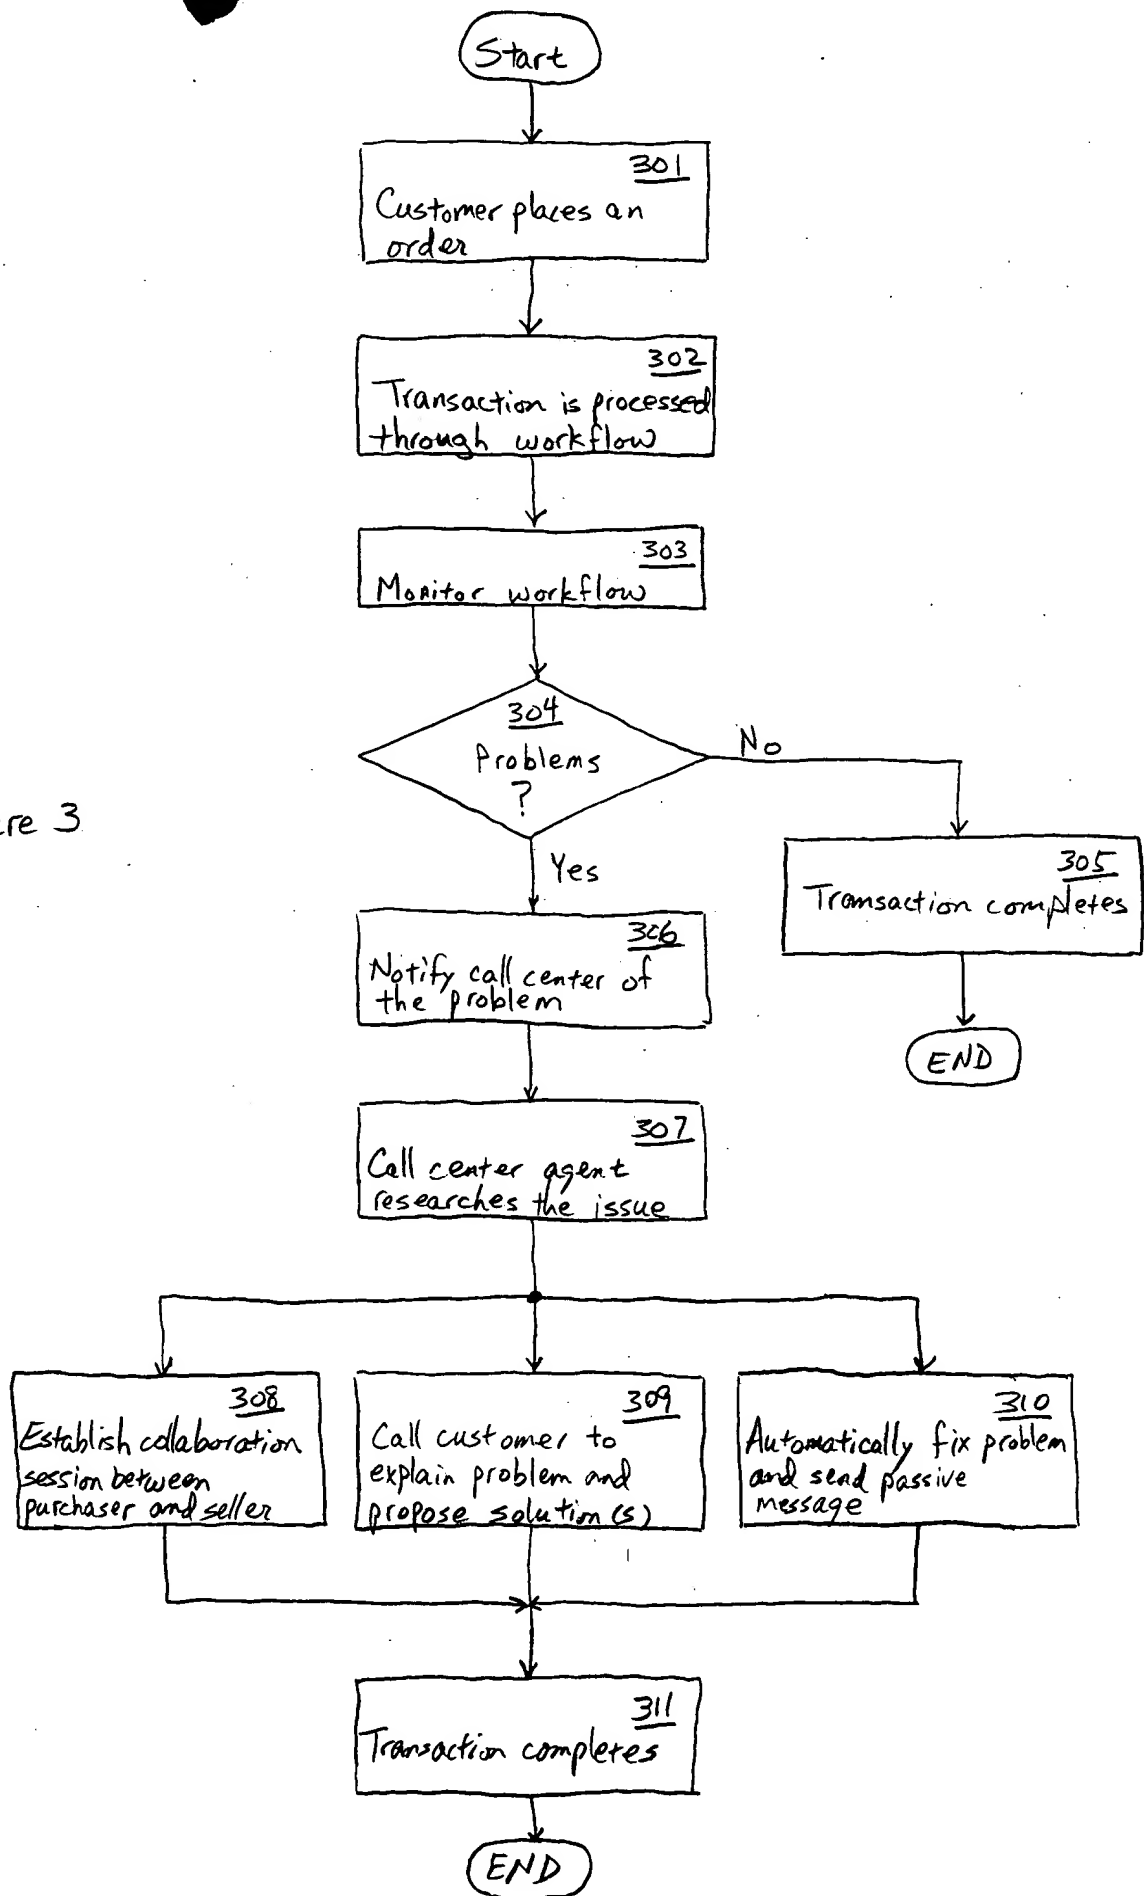 Start
301
Customer places an
order
302
Transaction is processed
through workflow
303
Monitor workflow
304
Problems
?
No
Yes
re 3
305
Transaction completes
306
Notify call center of
the problem
END
307
Call center agent
researches the issue
308
Establish collaboration
session between
purchaser and seller
309
Call customer to
explain problem and
propose solution(s)
310
Automatically fix problem
and send passive
message
311
Transaction completes
END